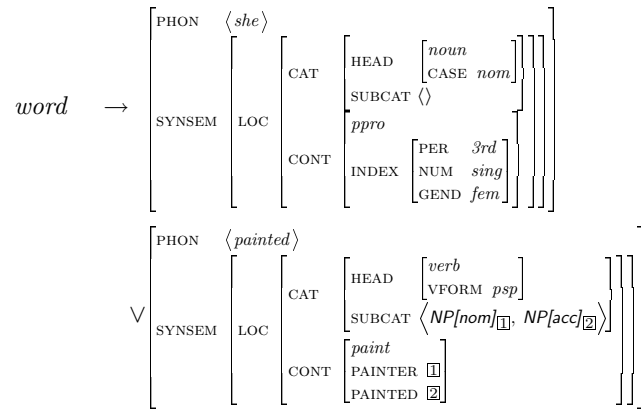 PHON ⟨she⟩
noun
HEAD
CASE nom
CAT
SUBCAT ⟨⟩
word → SYNSEM LOC
ppro
PER 3rd
CONT
INDEX NUM sing
GEND fem
PHON ⟨painted⟩
verb
HEAD
VFORM psp
CAT
∨
SUBCAT ⟨NP[nom]1, NP[acc]2⟩
SYNSEM LOC
paint
CONT PAINTER 1
PAINTED 2